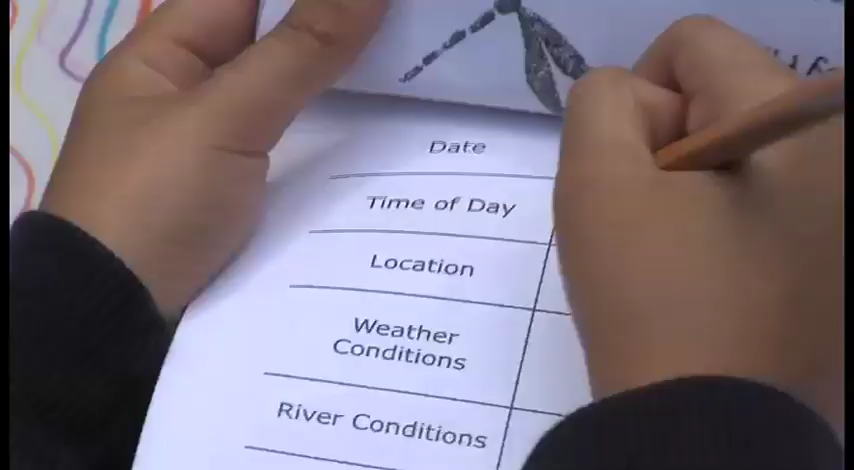 Date
Time of Day
Location
Weather
Conditions
River Conditions